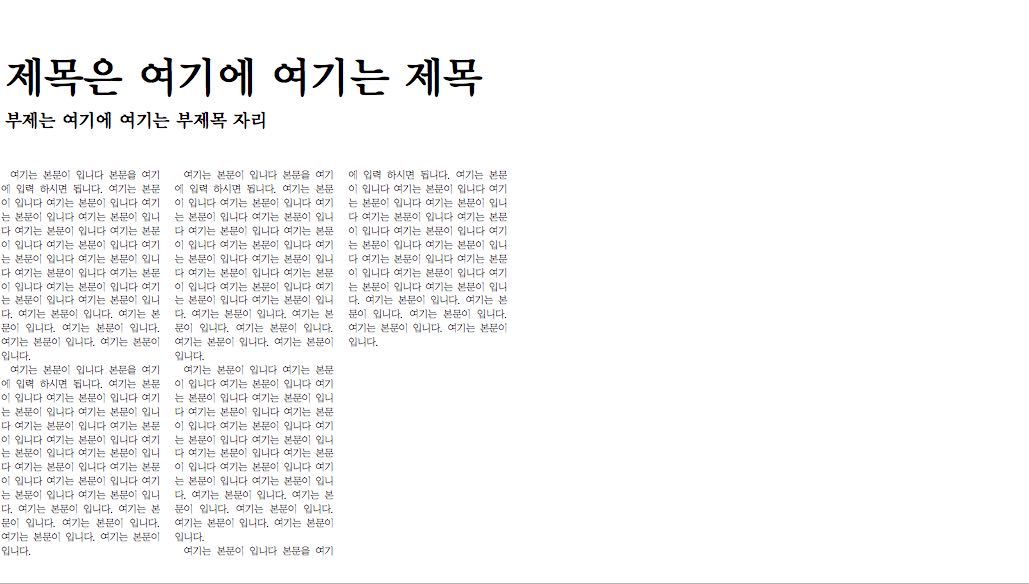 제목은 여기에 여기는 제목
부제는 여기에 여기는 부제목 자리
여기는 본문이 입니다 본문을 여기
에 입력 하시면 됩니다. 여기는 본문
이 입니다 여기는 본문이 입니다 여기
는 본문이 입니다 여기는 본문이 입니
다 여기는 본문이 입니다 여기는 본문
이 입니다 여기는 본문이 입니다 여기
는 본문이 입니다 여기는 본문이 입니
다 여기는 본문이 입니다 여기는 본문
이 입니다 여기는 본문이 입니다 여기
는 본문이 입니다 여기는 본문이 입니
다. 여기는 본문이 입니다. 여기는 본
문이 입니다. 여기는 본문이 입니다.
여기는 본문이 입니다. 여기는 본문이
입니다.
여기는 본문이 입니다 본문을 여기
에 입력 하시면 됩니다. 여기는 본문
이 입니다 여기는 본문이 입니다 여기
는 본문이 입니다 여기는 본문이 입니
다 여기는 본문이 입니다 여기는 본문
이 입니다 여기는 본문이 입니다 여기
는 본문이 입니다 여기는 본문이 입니
다 여기는 본문이 입니다 여기는 본문
이 입니다 여기는 본문이 입니다 여기
는 본문이 입니다 여기는 본문이 입니
다. 여기는 본문이 입니다. 여기는 본
문이 입니다. 여기는 본문이 입니다.
여기는 본문이 입니다. 여기는 본문이
입니다.
여기는 본문이 입니다 본문을 여기
에 입력 하시면 됩니다. 여기는 본문
이 입니다 여기는 본문이 입니다 여기
는 본문이 입니다 여기는 본문이 입니
다 여기는 본문이 입니다 여기는 본문
이 입니다 여기는 본문이 입니다 여기
는 본문이 입니다 여기는 본문이 입니
다 여기는 본문이 입니다 여기는 본문
이 입니다 여기는 본문이 입니다 여기
는 본문이 입니다 여기는 본문이 입니
다. 여기는 본문이 입니다. 여기는 본
문이 입니다. 여기는 본문이 입니다.
여기는 본문이 입니다. 여기는 본문이
입니다.
여기는 본문이 입니다 여기는 본문
이 입니다 여기는 본문이 입니다 여기
는 본문이 입니다 여기는 본문이 입니
다 여기는 본문이 입니다 여기는 본문
이 입니다 여기는 본문이 입니다 여기
는 본문이 입니다 여기는 본문이 입니
다 여기는 본문이 입니다 여기는 본문
이 입니다 여기는 본문이 입니다 여기
는 본문이 입니다 여기는 본문이 입니
다. 여기는 본문이 입니다. 여기는 본
문이 입니다. 여기는 본문이 입니다.
여기는 본문이 입니다. 여기는 본문이
입니다.
여기는 본문이 입니다 본문을 여기
에 입력 하시면 됩니다. 여기는 본문
이 입니다 여기는 본문이 입니다 여기
는 본문이 입니다 여기는 본문이 입니
다 여기는 본문이 입니다 여기는 본문
이 입니다 여기는 본문이 입니다 여기
는 본문이 입니다 여기는 본문이 입니
다 여기는 본문이 입니다 여기는 본문
이 입니다 여기는 본문이 입니다 여기
는 본문이 입니다 여기는 본문이 입니
다. 여기는 본문이 입니다. 여기는 본
문이 입니다. 여기는 본문이 입니다.
여기는 본문이 입니다. 여기는 본문이
입니다.